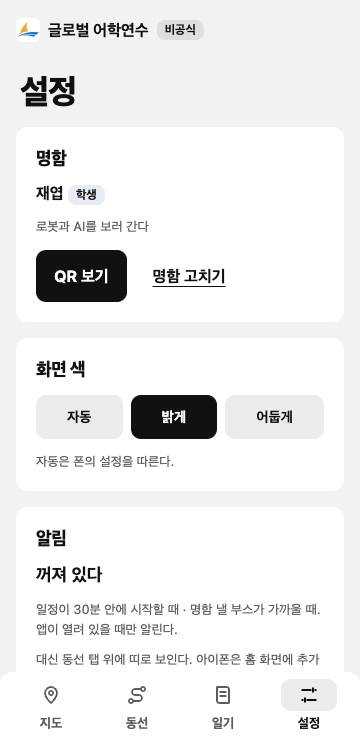 글로벌 어학연수 비공식
설정
명함
재엽 학생
로봇과 AI를 보러 간다
QR 보기 명함 고치기
화면 색
자동 밝게 어둡게
자동은 폰의 설정을 따른다.
알림
꺼져 있다
일정이 30분 안에 시작할 때 · 명함 낼 부스가 가까울 때.
앱이 열려 있을 때만 알린다.
대신 동선 탭 위에 띠로 보인다. 아이폰은 홈 화면에 추가
지도 동선 일기 설정